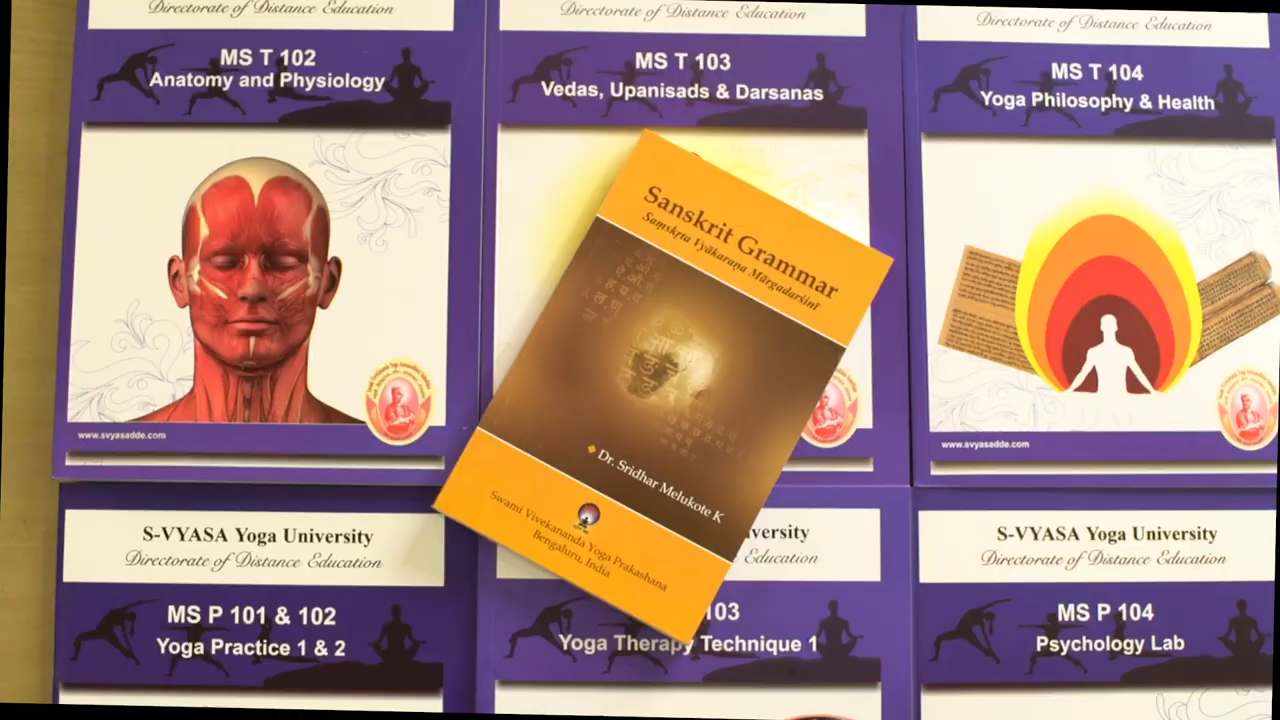 Directorate of Distance Education
MS T 102
Anatomy and Physiology
www.svyasadde.com
Directorate of Distance Education
MS T 103
Vedas, Upanisads & Darsanas
Directorate of Distance Education
MS T 104
Yoga Philosophy & Health
www.svyasadde.com
Sanskrit Grammar
Saṃskṛta Vyākaraṇa Mārgadarśinī
Dr. Sridhar Melukote K
Swami Vivekananda Yoga Prakashana
Bengaluru, India
S-VYASA Yoga University
Directorate of Distance Education
MS P 101 & 102
Yoga Practice 1 & 2
Education
103
Yoga Therapy Technique 1
S-VYASA Yoga University
Directorate of Distance Education
MS P 104
Psychology Lab